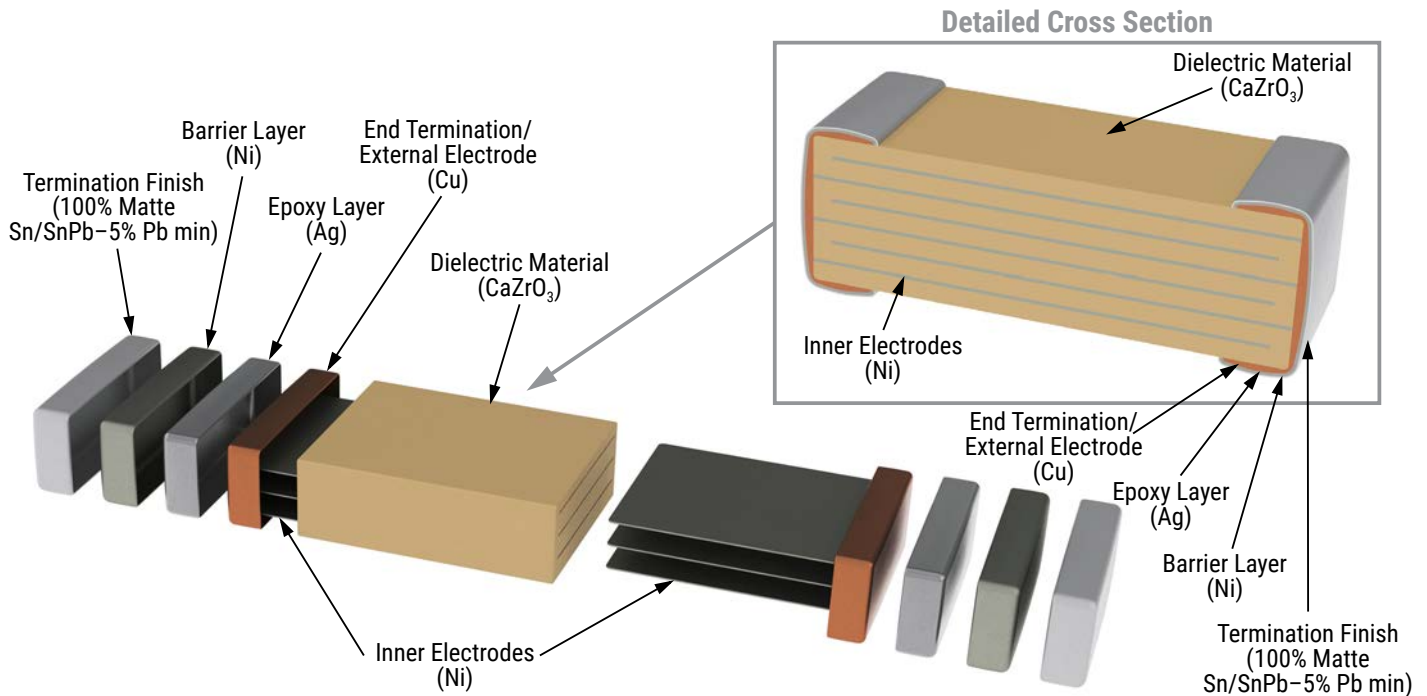 Detailed Cross Section
Dielectric Material
(CaZrO₃)
Inner Electrodes
(Ni)
End Termination/
External Electrode
(Cu)
Epoxy Layer
(Ag)
Barrier Layer
(Ni)
Termination Finish
(100% Matte
Sn/SnPb–5% Pb min)
Termination Finish
(100% Matte
Sn/SnPb–5% Pb min)
Barrier Layer
(Ni)
Epoxy Layer
(Ag)
End Termination/
External Electrode
(Cu)
Dielectric Material
(CaZrO₃)
Inner Electrodes
(Ni)